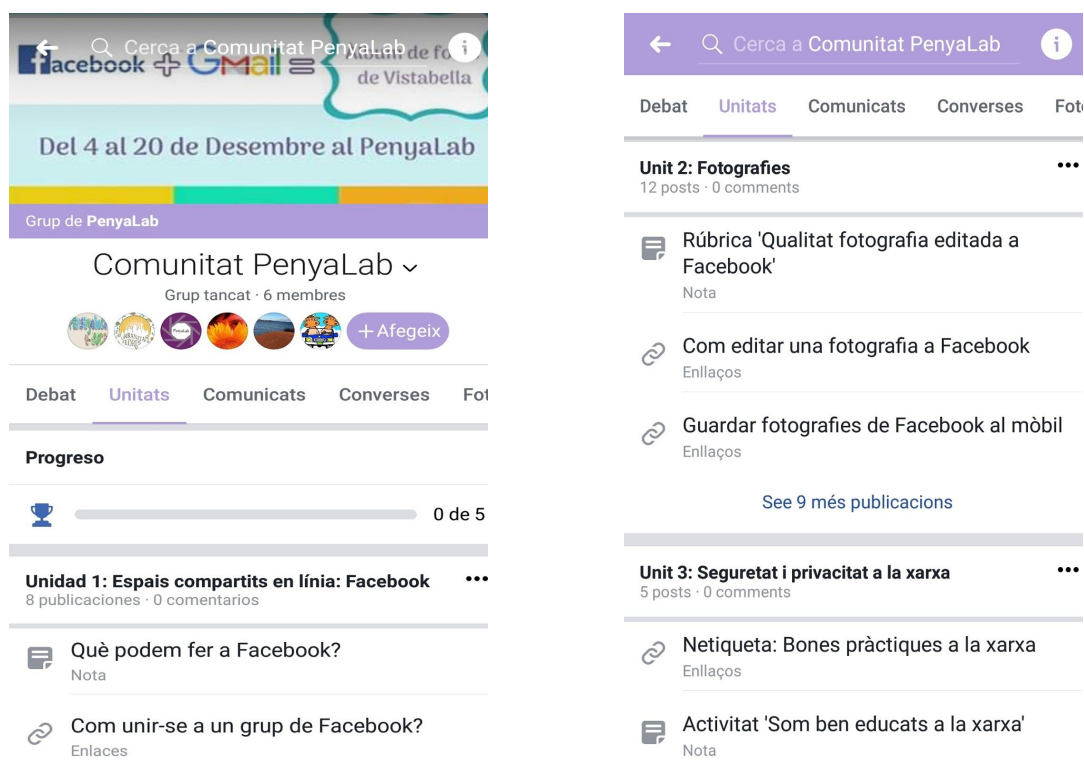 Cerca a Comunitat PenyaLab
Facebook + GMail =
Àlbum de fo
de Vistabella
Del 4 al 20 de Desembre al PenyaLab
Grup de PenyaLab
Comunitat PenyaLab
Grup tancat · 6 membres
+ Afegeix
Debat Unitats Comunicats Converses Fot
Progreso
0 de 5
Unidad 1: Espais compartits en línia: Facebook
8 publicaciones · 0 comentarios
Què podem fer a Facebook?
Nota
Com unir-se a un grup de Facebook?
Enlaces
Cerca a Comunitat PenyaLab
Debat Unitats Comunicats Converses Foto
Unit 2: Fotografies
12 posts · 0 comments
Rúbrica 'Qualitat fotografia editada a
Facebook'
Nota
Com editar una fotografia a Facebook
Enllaços
Guardar fotografies de Facebook al mòbil
Enllaços
See 9 més publicacions
Unit 3: Seguretat i privacitat a la xarxa
5 posts · 0 comments
Netiqueta: Bones pràctiques a la xarxa
Enllaços
Activitat 'Som ben educats a la xarxa'
Nota